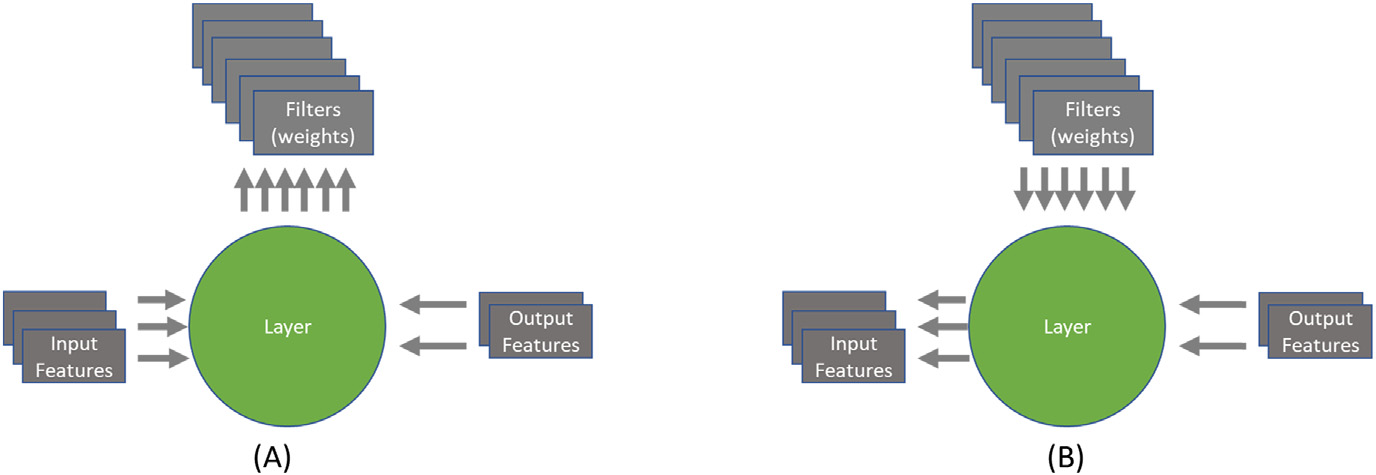 Filters
(weights)
Layer
Input
Features
Output
Features
(A)
Filters
(weights)
Layer
Input
Features
Output
Features
(B)